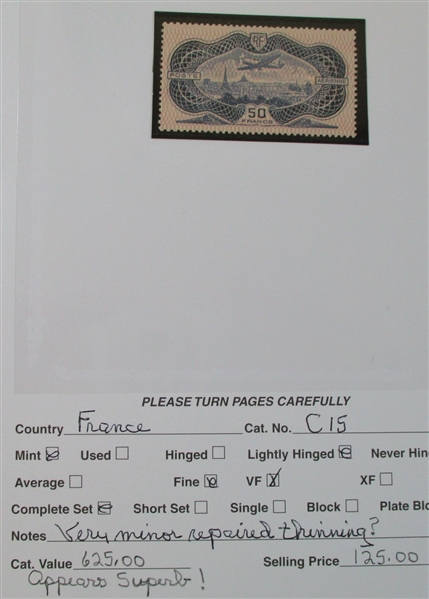 RF
POSTE AÉRIENNE
50
FRANCS
PLEASE TURN PAGES CAREFULLY
Country France Cat. No. C15
Mint Used Hinged Lightly Hinged Never Hin
Average Fine VF XF
Complete Set Short Set Single Block Plate Blo
Notes Very minor repaired thinning?
Cat. Value 625.00 Selling Price 125.00
Appears Superb!